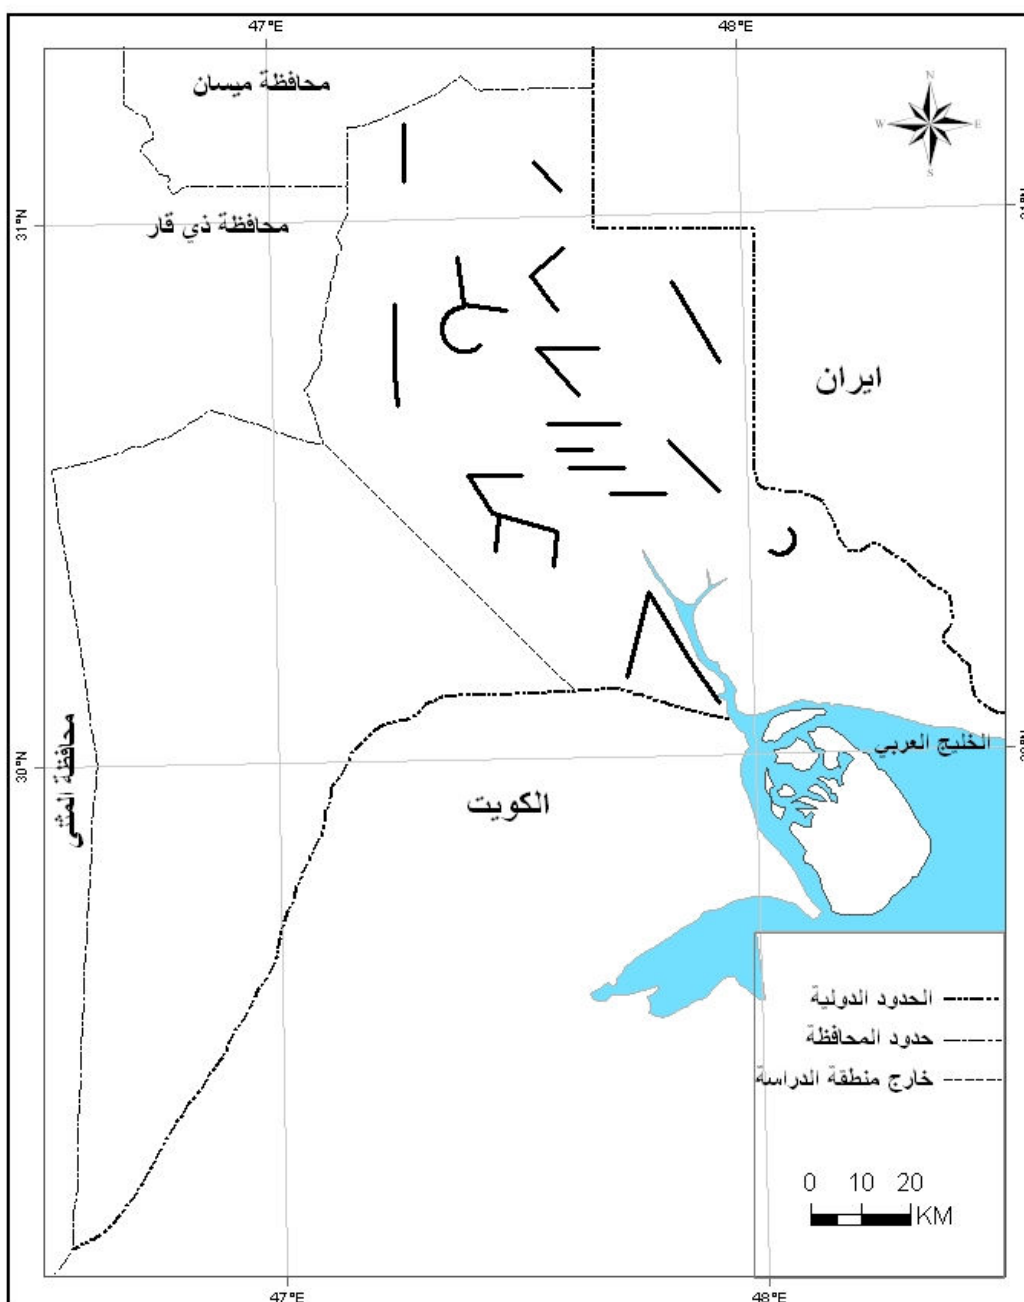 47°E 48°E
محافظة ميسان
N
W E
S
31°N
محافظة ذي قار
ايران
الخليج العربي
30°N
محافظة المثنى
الكويت
الحدود الدولية
حدود المحافظة
خارج منطقة الدراسة
0 10 20
KM
47°E 48°E